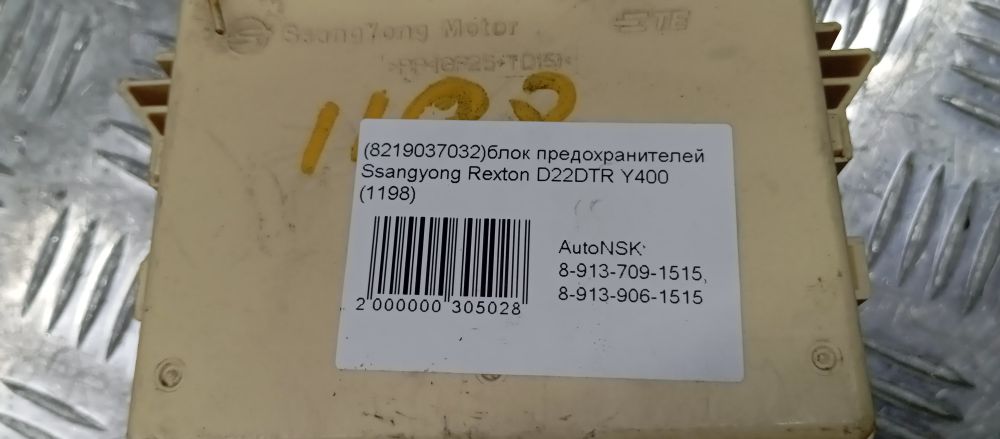 SsangYong Motor
STE
(8219037032)блок предохранителей
Ssangyong Rexton D22DTR Y400
(1198)
AutoNSK
8-913-709-1515,
8-913-906-1515
2 000000 305028